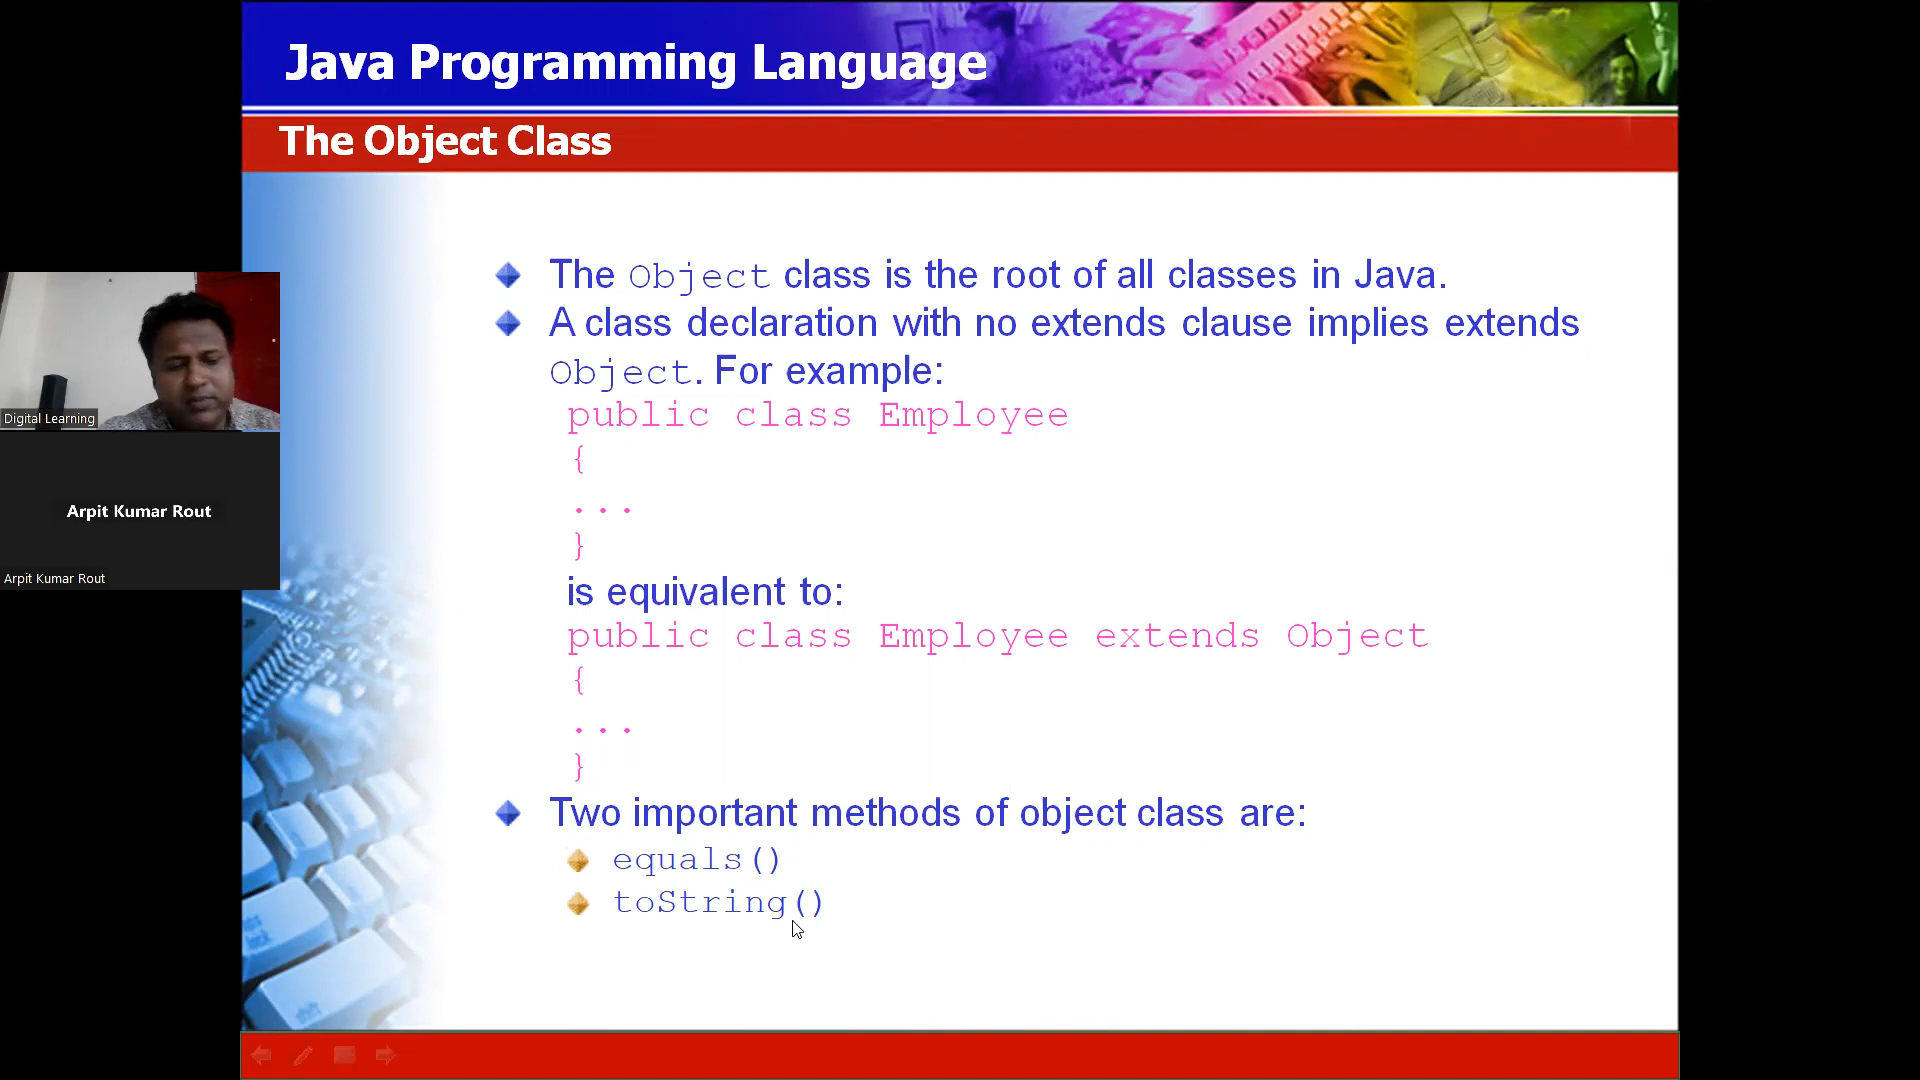 Java Programming Language
The Object Class
The Object class is the root of all classes in Java.
A class declaration with no extends clause implies extends
Object. For example:
public class Employee
{
...
}
is equivalent to:
public class Employee extends Object
{
...
}
Two important methods of object class are:
equals()
toString()
Digital Learning
Arpit Kumar Rout
Arpit Kumar Rout